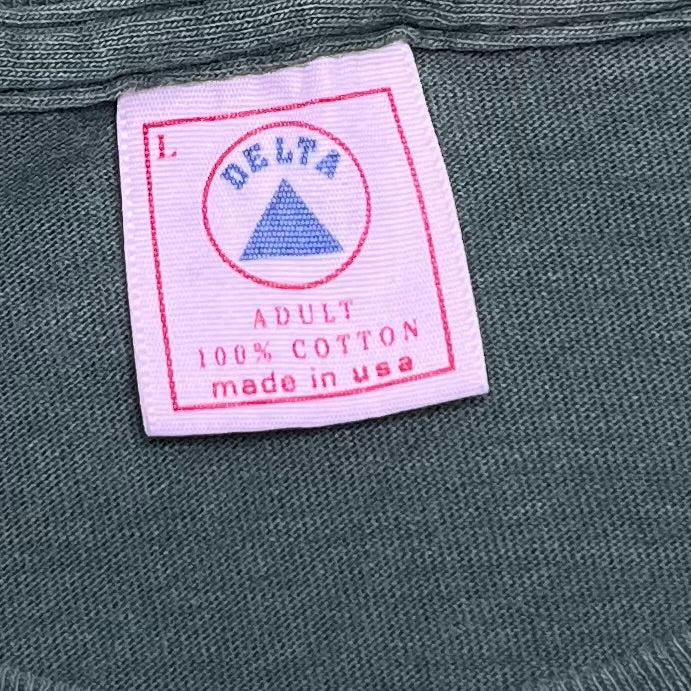 L
DELTA
ADULT
100% COTTON
made in usa